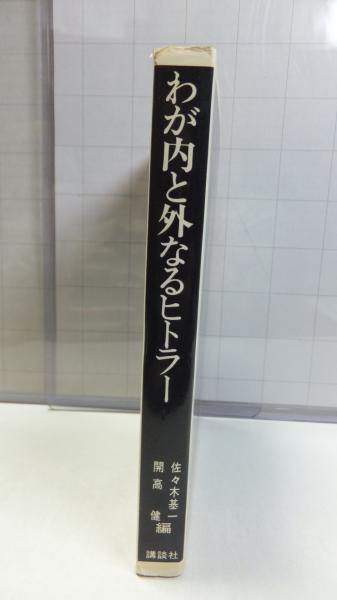 わが内と外なるヒトラー
佐々木基一
開高健
編
講談社